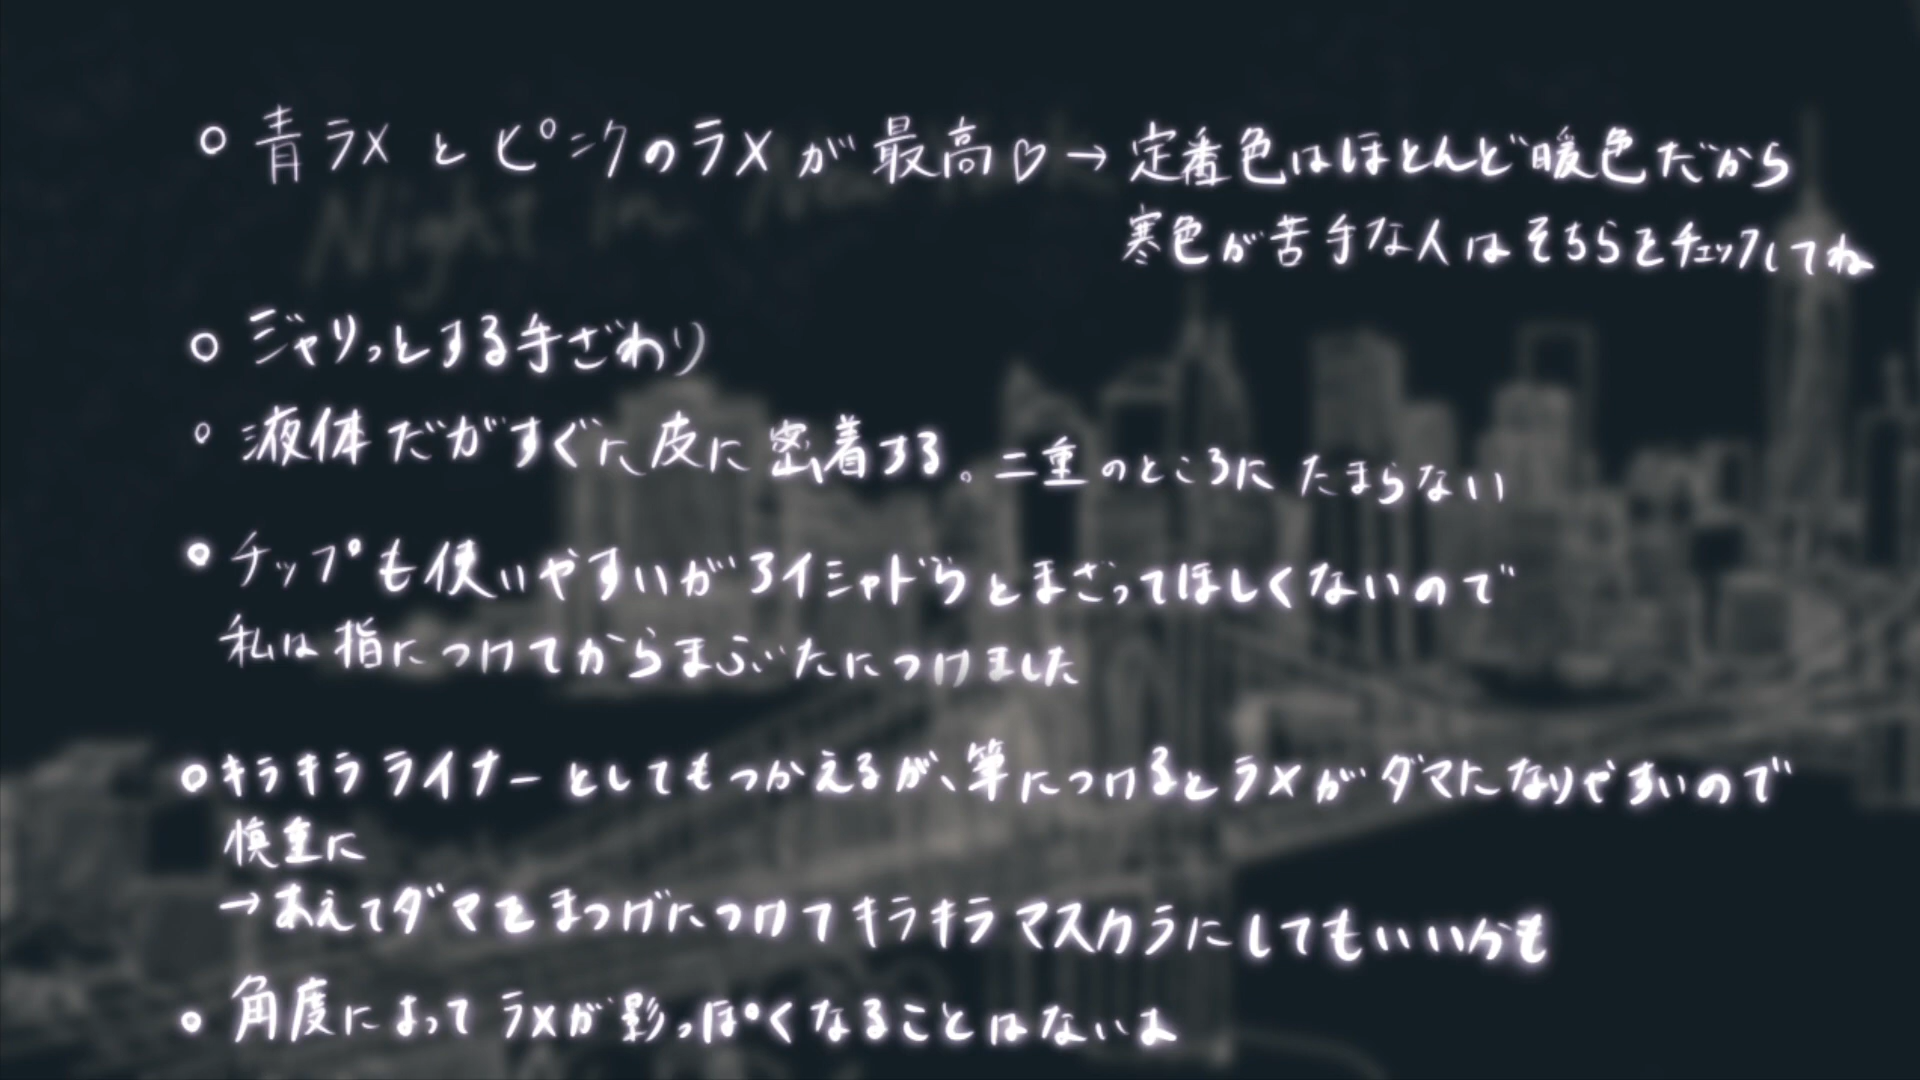 ○ 青ラメとピンクのラメが最高♡→定番色はほとんど暖色だから
寒色が苦手な人はそちらをチェックしてね
Night in
○ ジャリっとする手ざわり
○ 液体だがすぐに皮に密着する。二重のところにたまらない
○ チップも使いやすいがアイシャドウとまざってほしくないので
私は指につけてからまぶたにつけました
○ キラキラライナーとしてもつかえるが、筆につけるとラメがダマになりやすいので
慎重に
→あえてダマをまつげにつけてキラキラマスカラにしてもいいかも
○ 角度によってラメが影っぽくなることはないよ